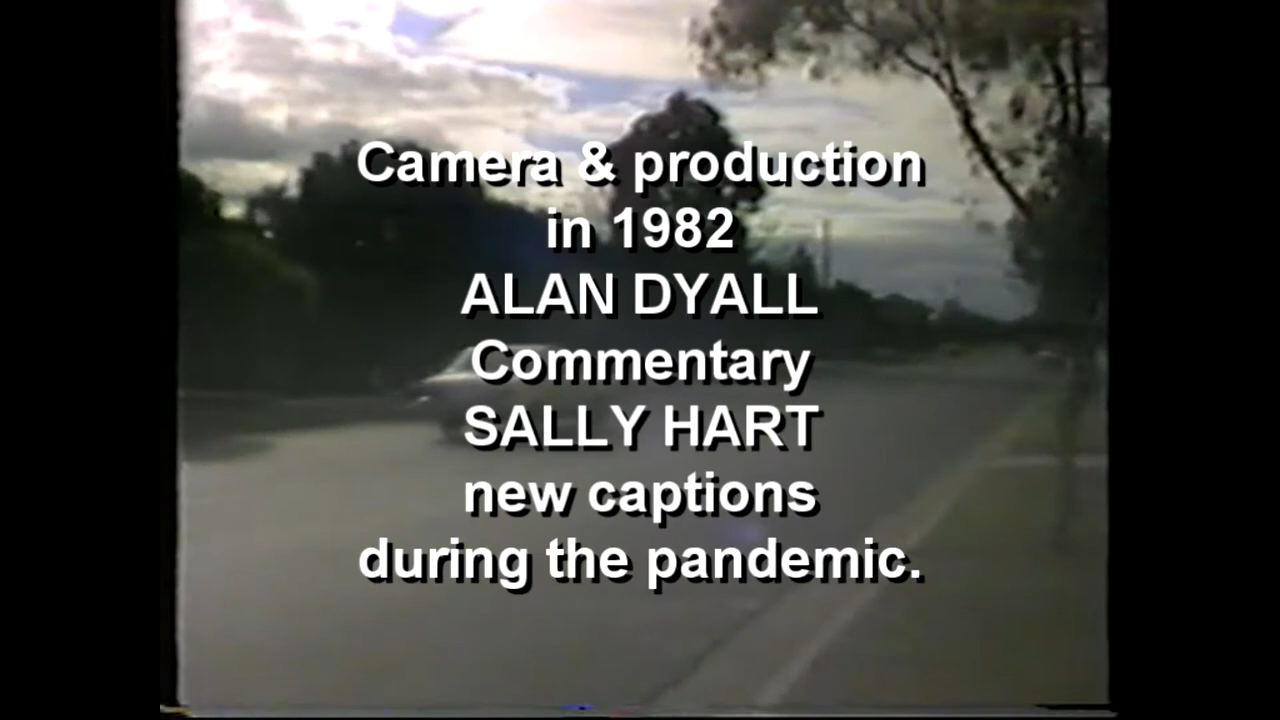 Camera & production
in 1982
ALAN DYALL
Commentary
SALLY HART
new captions
during the pandemic.